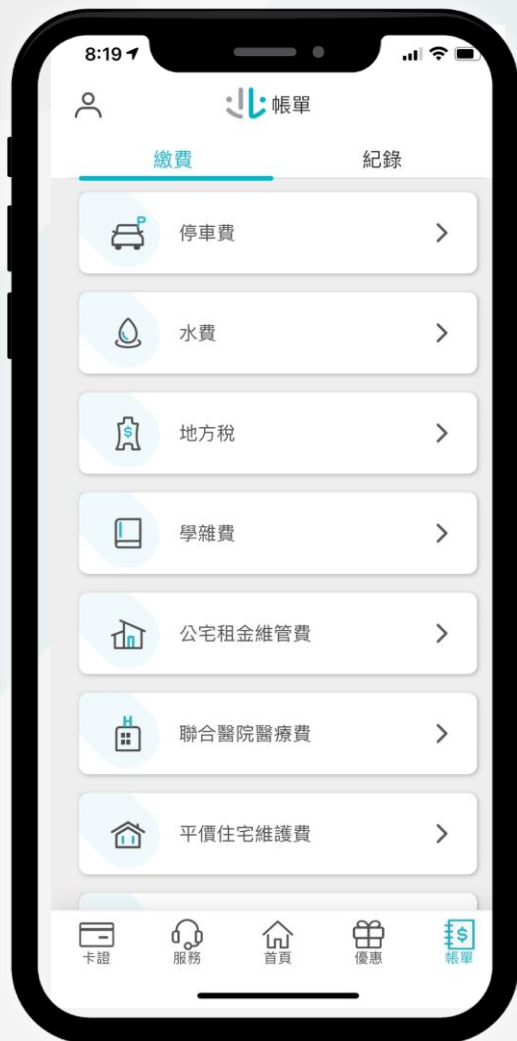 8:19
帳單
繳費 紀錄
P
停車費
水費
$
地方稅
學雜費
公宅租金維管費
H
聯合醫院醫療費
平價住宅維護費
$
卡證 服務 首頁 優惠 帳單